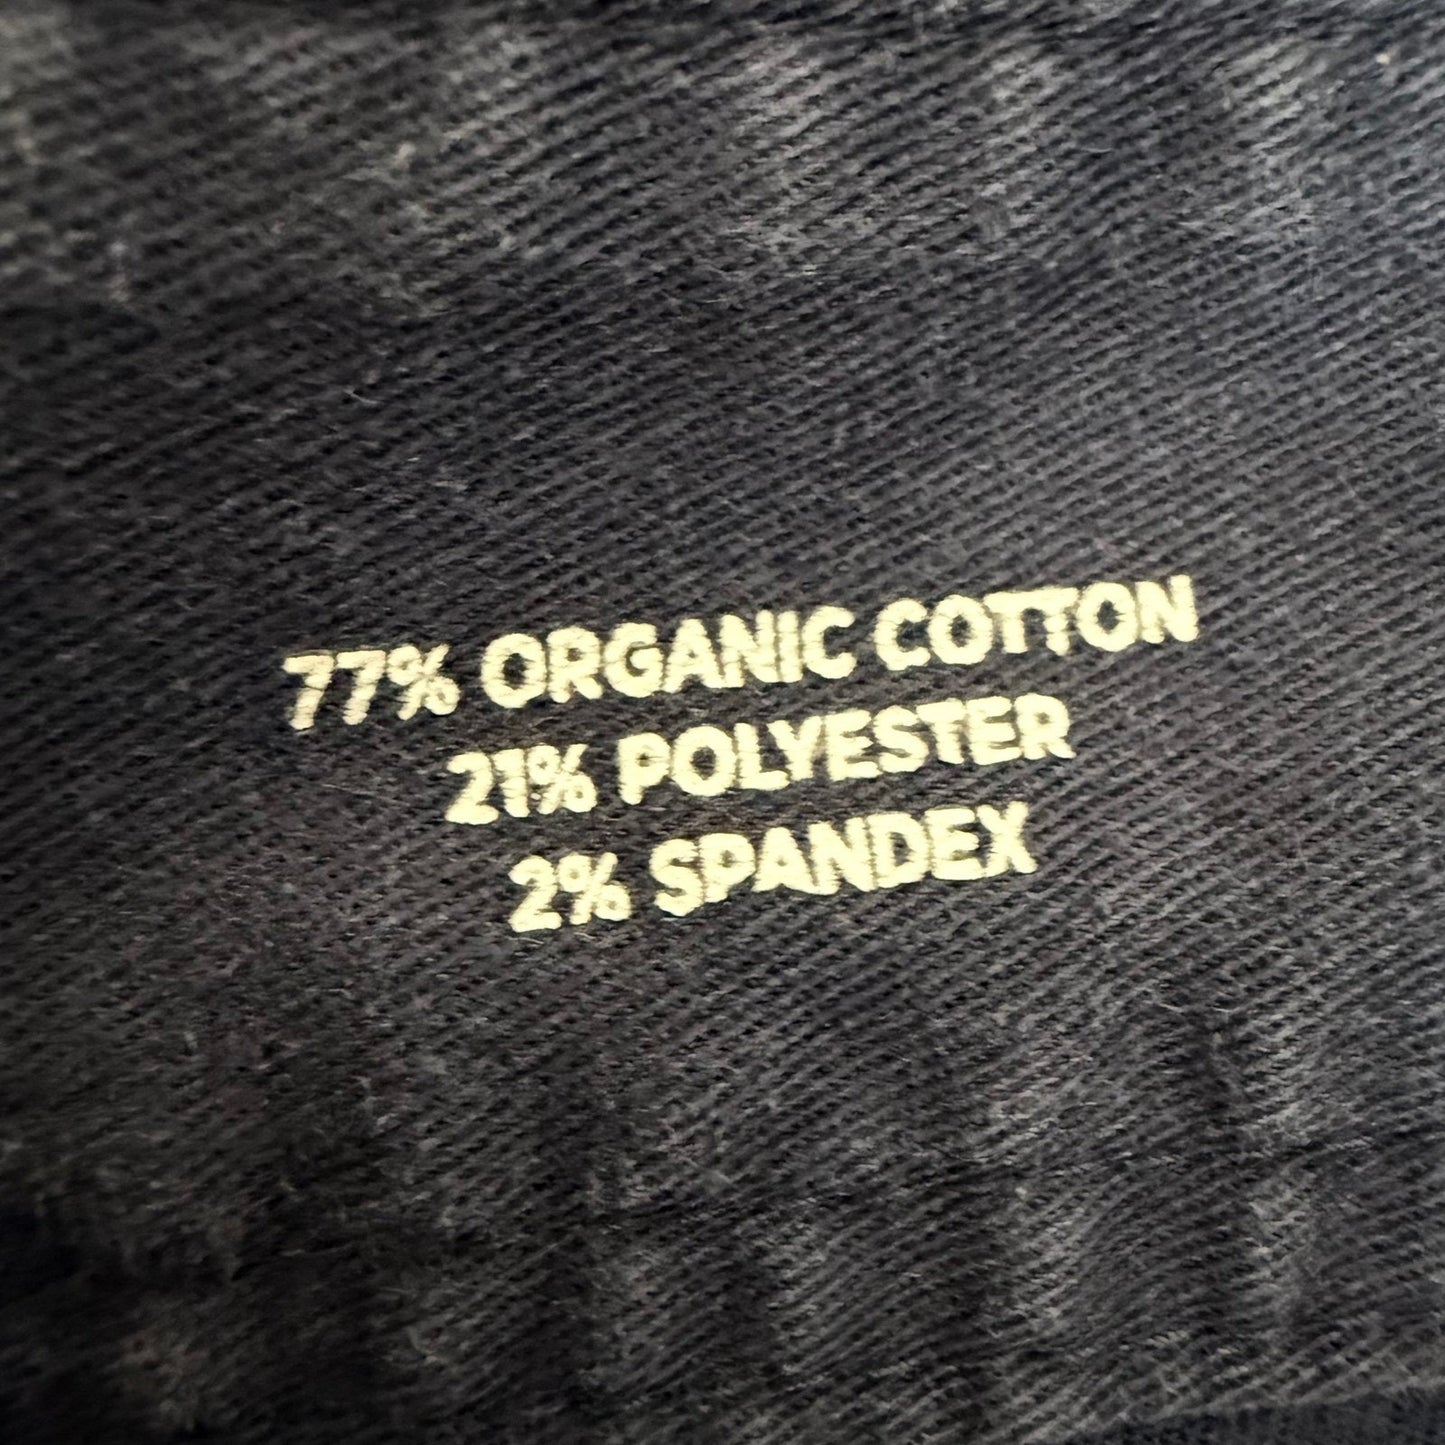 77% ORGANIC COTTON
21% POLYESTER
2% SPANDEX